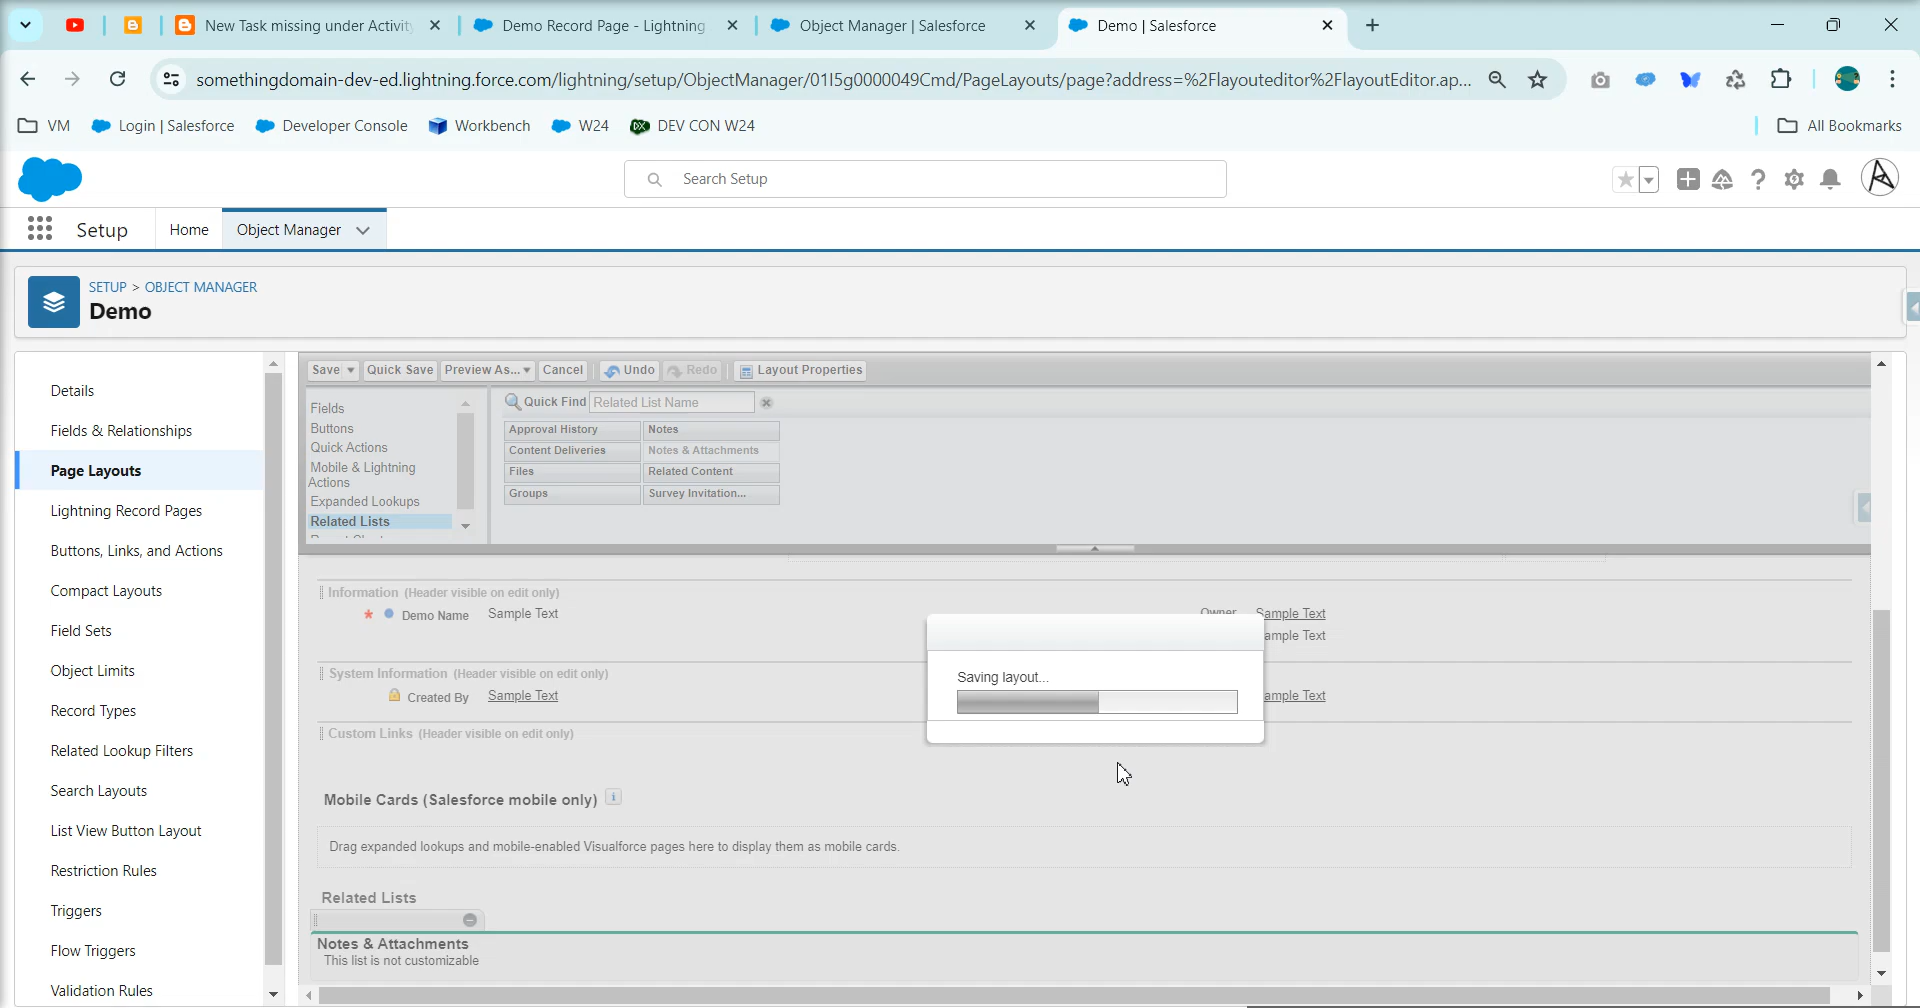 New Task missing under Activity
Demo Record Page - Lightning
Object Manager | Salesforce
Demo | Salesforce
somethingdomain-dev-ed.lightning.force.com/lightning/setup/ObjectManager/01I5g0000049Cmd/PageLayouts/page?address=%2Flayouteditor%2FlayoutEditor.ap...
VM
Login | Salesforce
Developer Console
Workbench
W24
DEV CON W24
All Bookmarks
Search Setup
Setup
Home
Object Manager
SETUP > OBJECT MANAGER
Demo
Details
Fields & Relationships
Page Layouts
Lightning Record Pages
Buttons, Links, and Actions
Compact Layouts
Field Sets
Object Limits
Record Types
Related Lookup Filters
Search Layouts
List View Button Layout
Restriction Rules
Triggers
Flow Triggers
Validation Rules
Save
Quick Save
Preview As...
Cancel
Undo
Redo
Layout Properties
Fields
Buttons
Quick Actions
Mobile & Lightning
Actions
Expanded Lookups
Related Lists
Quick Find
Related List Name
Approval History
Notes
Content Deliveries
Notes & Attachments
Files
Related Content
Groups
Survey Invitation...
Information (Header visible on edit only)
* Demo Name Sample Text
Owner Sample Text
ample Text
System Information (Header visible on edit only)
Created By Sample Text
ample Text
Custom Links (Header visible on edit only)
Saving layout...
Mobile Cards (Salesforce mobile only) i
Drag expanded lookups and mobile-enabled Visualforce pages here to display them as mobile cards.
Related Lists
Notes & Attachments
This list is not customizable